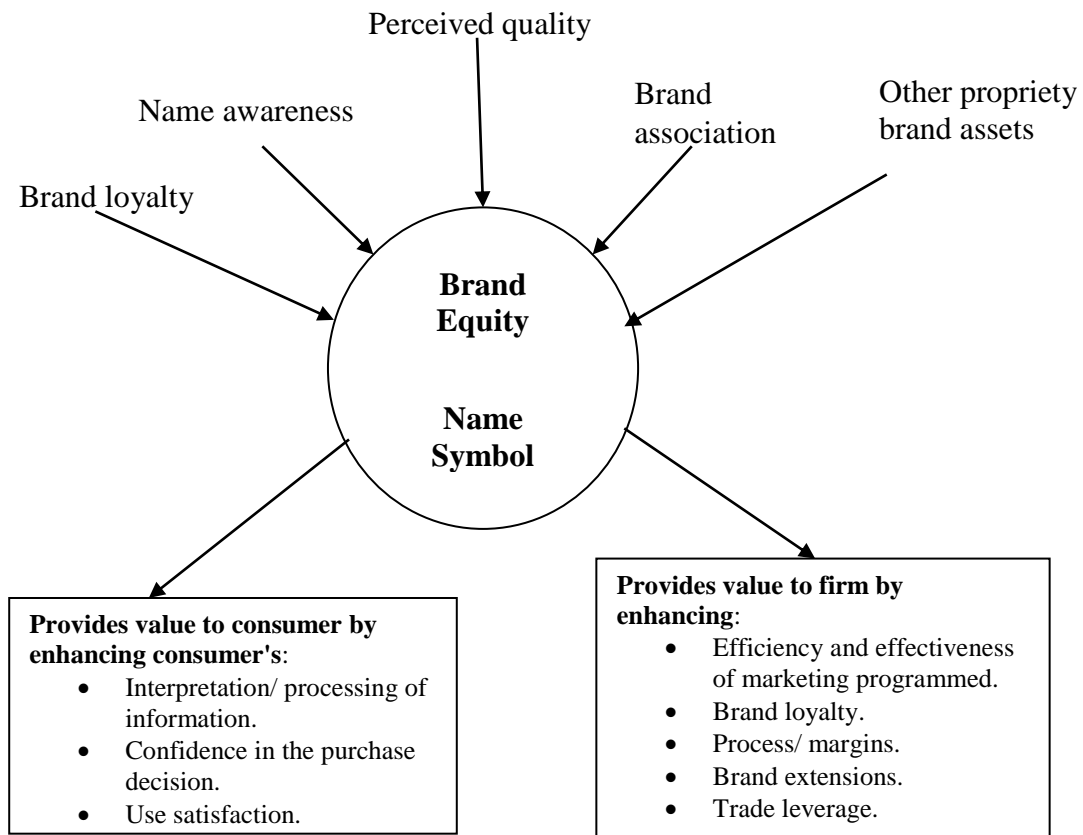 Perceived quality
Name awareness
Brand
association
Other propriety
brand assets
Brand loyalty
Brand
Equity
Name
Symbol
Provides value to consumer by
enhancing consumer's:
• Interpretation/ processing of
information.
• Confidence in the purchase
decision.
• Use satisfaction.
Provides value to firm by
enhancing:
• Efficiency and effectiveness
of marketing programmed.
• Brand loyalty.
• Process/ margins.
• Brand extensions.
• Trade leverage.